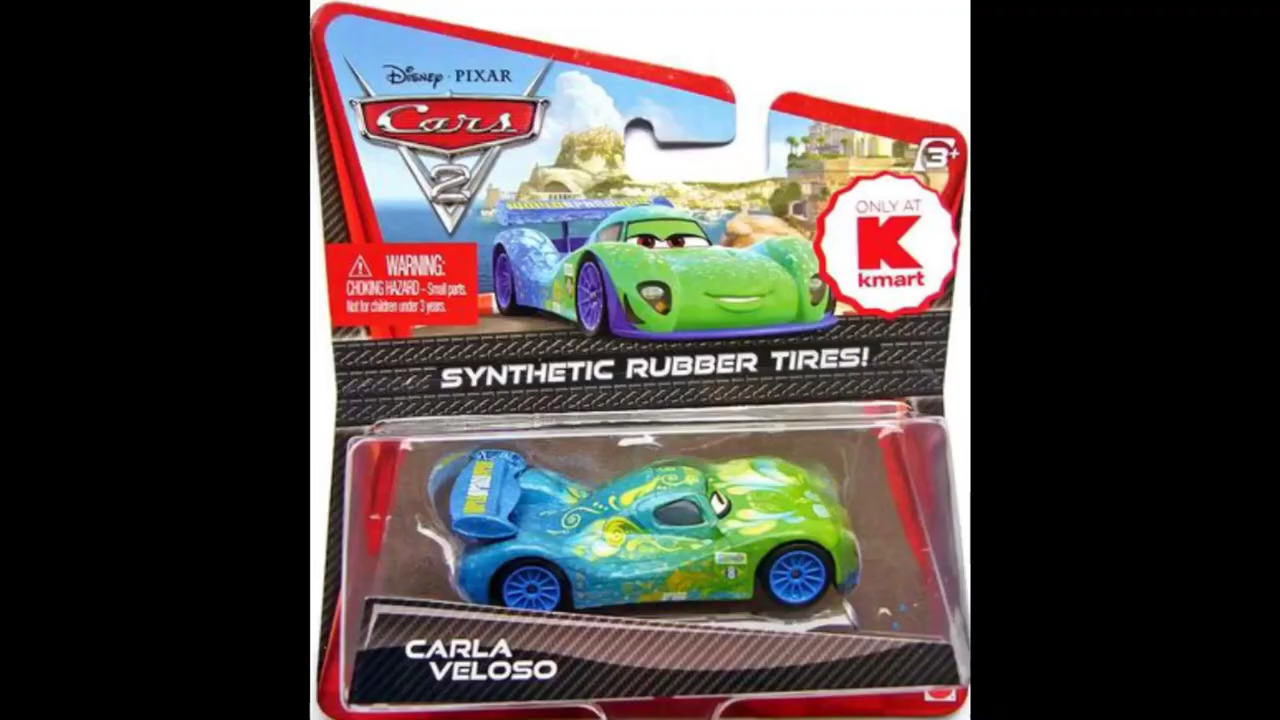 Disney · PIXAR
Cars
2
3+
ONLY AT
K
kmart
WARNING:
CHOKING HAZARD – Small parts.
Not for children under 3 years.
SYNTHETIC RUBBER TIRES!
8
CARLA
VELOSO